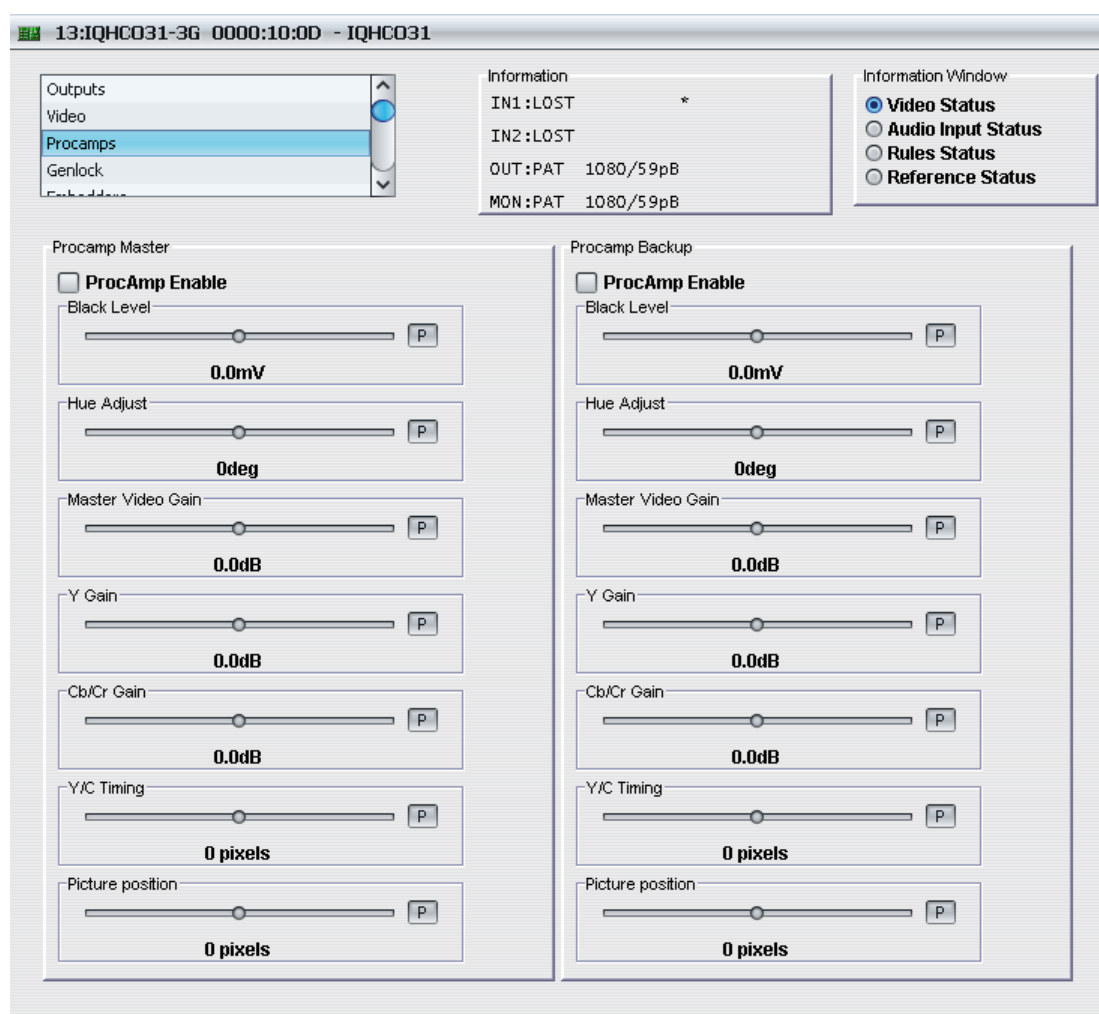 13:IQHCO31-3G 0000:10:0D - IQHCO31
Outputs
Video
Procamps
Genlock
Embedders
Information
IN1:LOST *
IN2:LOST
OUT:PAT 1080/59pB
MON:PAT 1080/59pB
Information Window
Video Status
Audio Input Status
Rules Status
Reference Status
Procamp Master
ProcAmp Enable
Black Level
P
0.0mV
Hue Adjust
P
0deg
Master Video Gain
P
0.0dB
Y Gain
P
0.0dB
Cb/Cr Gain
P
0.0dB
Y/C Timing
P
0 pixels
Picture position
P
0 pixels
Procamp Backup
ProcAmp Enable
Black Level
P
0.0mV
Hue Adjust
P
0deg
Master Video Gain
P
0.0dB
Y Gain
P
0.0dB
Cb/Cr Gain
P
0.0dB
Y/C Timing
P
0 pixels
Picture position
P
0 pixels